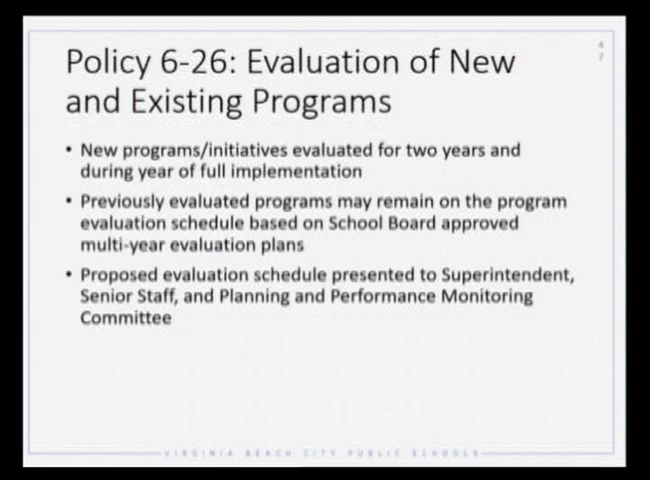 Policy 6-26: Evaluation of New
and Existing Programs
4
7
• New programs/initiatives evaluated for two years and
during year of full implementation
• Previously evaluated programs may remain on the program
evaluation schedule based on School Board approved
multi-year evaluation plans
• Proposed evaluation schedule presented to Superintendent,
Senior Staff, and Planning and Performance Monitoring
Committee
VIRGINIA BEACH CITY PUBLIC SCHOOLS